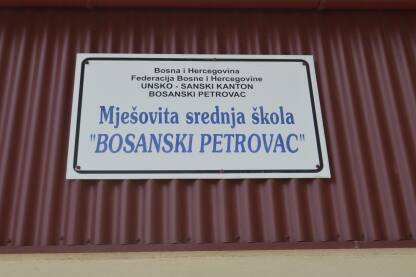 Bosna i Hercegovina
Federacija Bosne i Hercegovine
UNSKO - SANSKI KANTON
BOSANSKI PETROVAC
Mješovita srednja škola
"BOSANSKI PETROVAC"